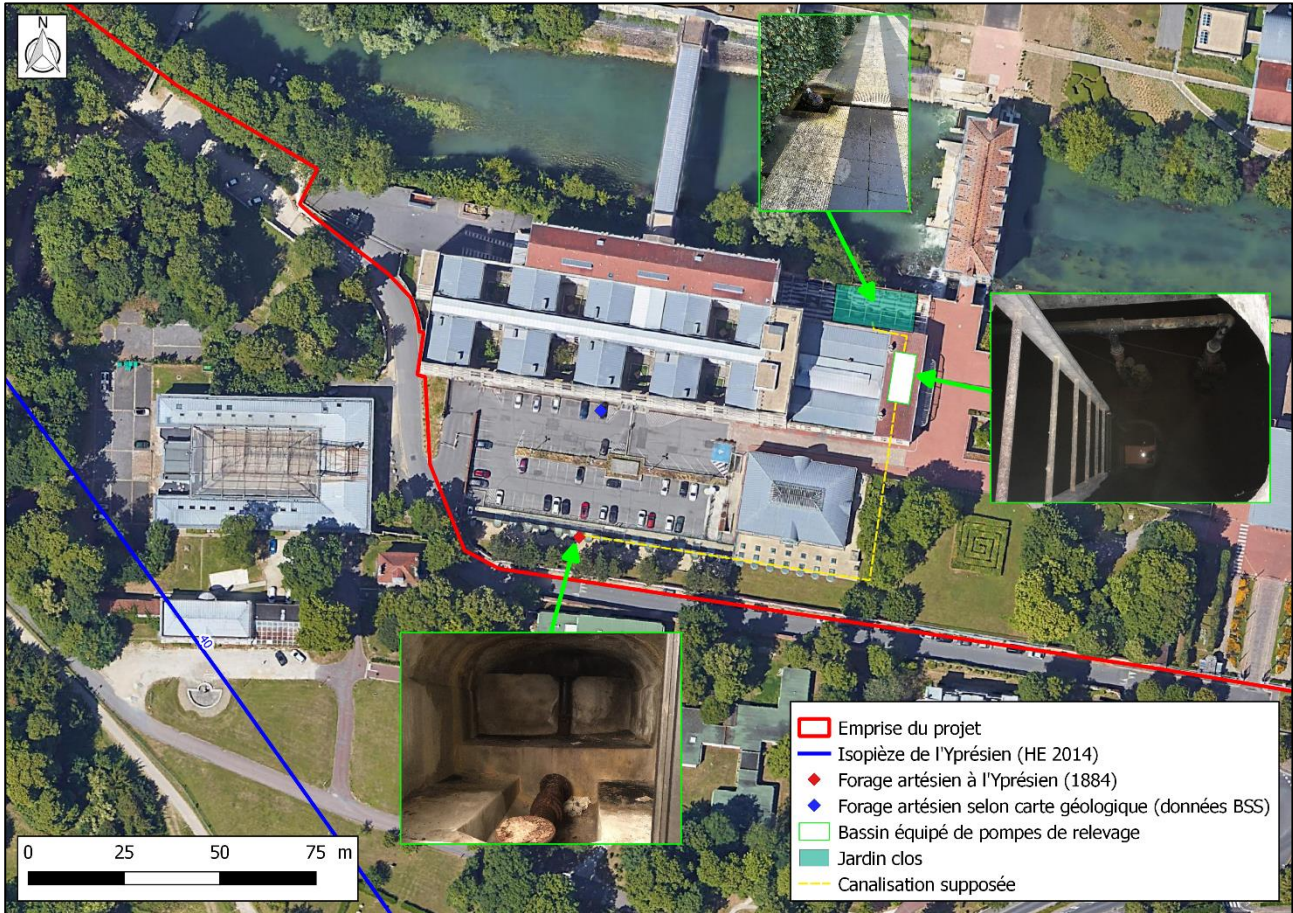 N
40
Emprise du projet
Isopièze de l'Yprésien (HE 2014)
Forage artésien à l'Yprésien (1884)
Forage artésien selon carte géologique (données BSS)
Bassin équipé de pompes de relevage
Jardin clos
Canalisation supposée
0 25 50 75 m